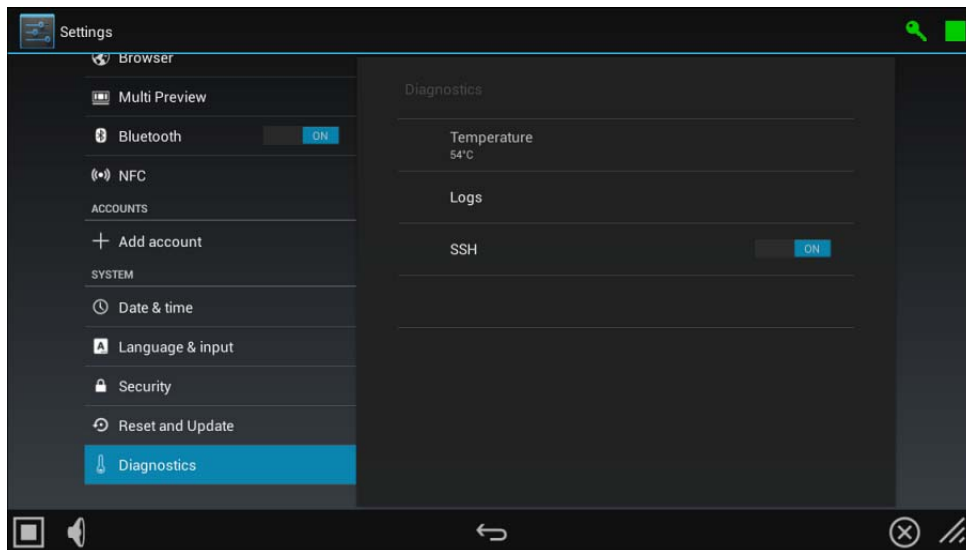 Settings
Browser
Multi Preview
Bluetooth ON
NFC
ACCOUNTS
Add account
SYSTEM
Date & time
A Language & input
Security
Reset and Update
Diagnostics
Diagnostics
Temperature
54°C
Logs
SSH ON